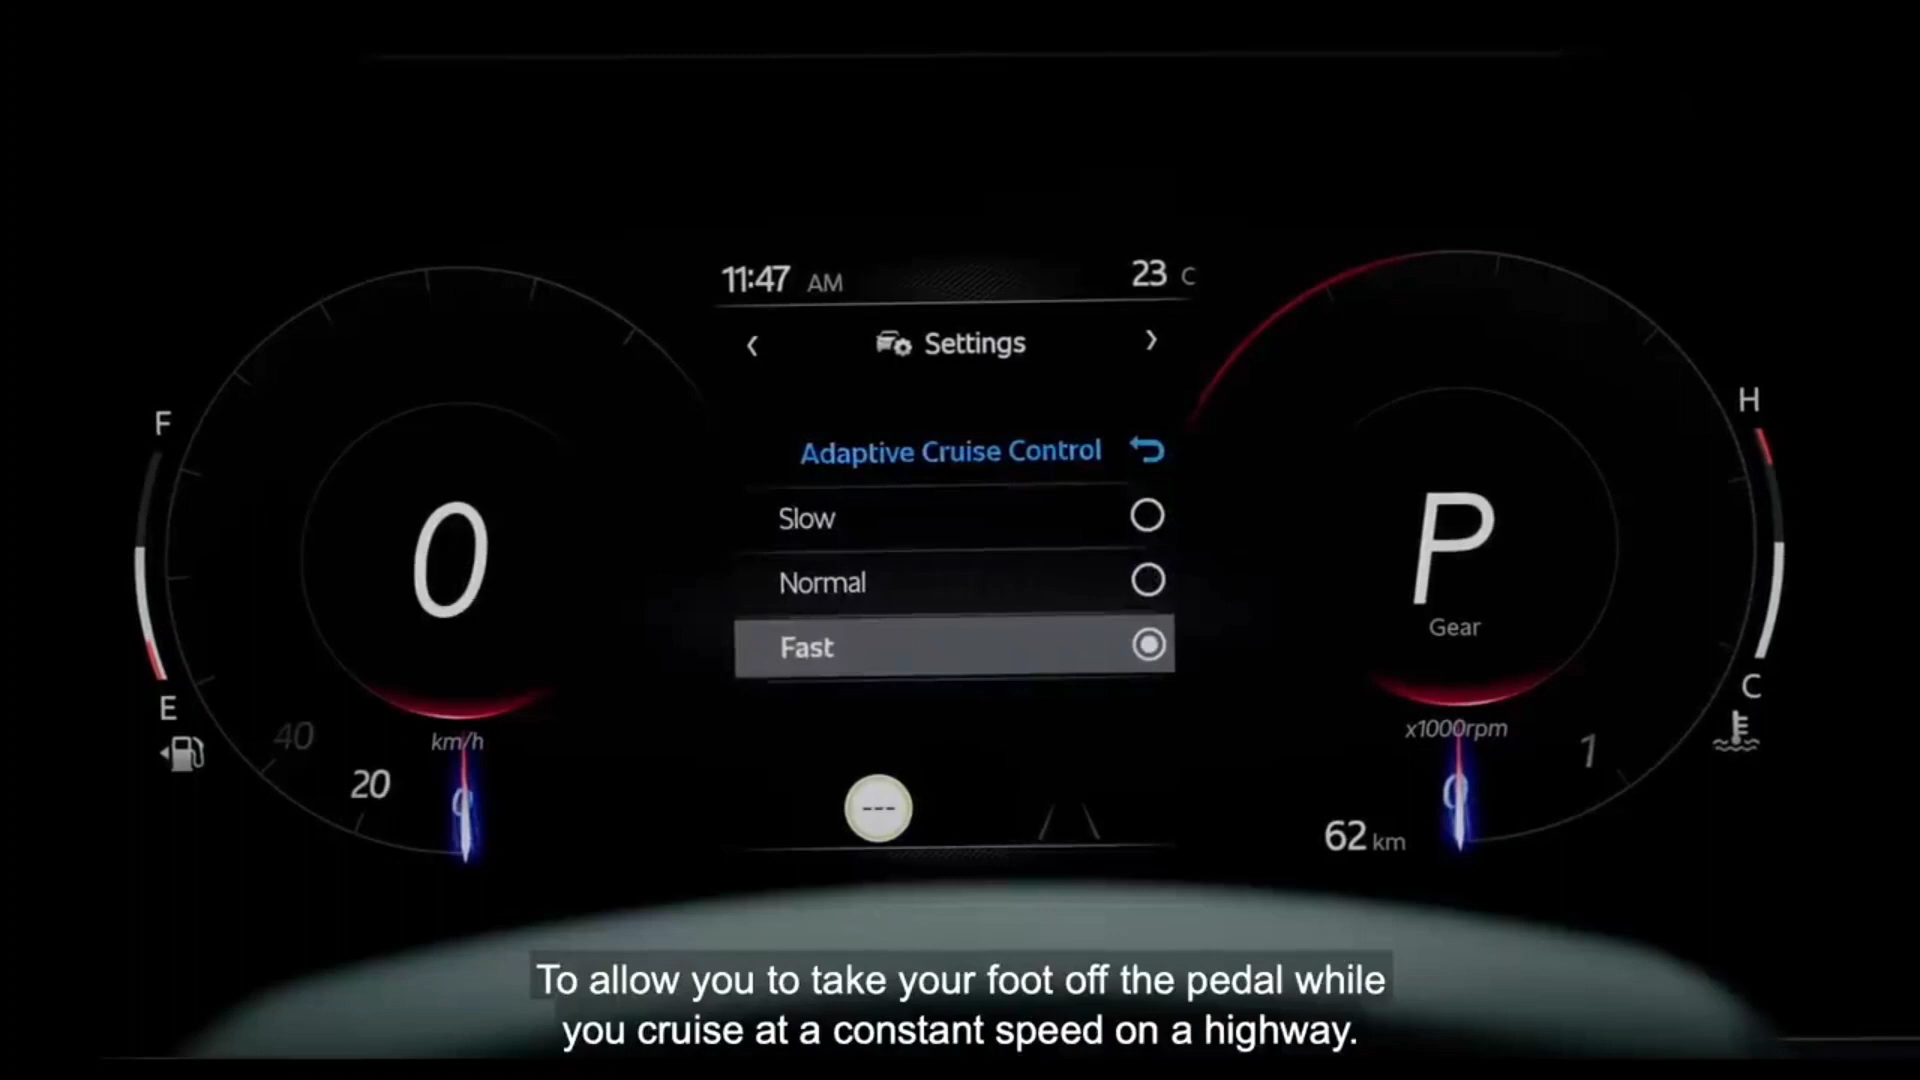 11:47 AM
23 C
‹ Settings ›
Adaptive Cruise Control
Slow
Normal
Fast
F
E
0
km/h
40
20
0
---
P
Gear
x1000rpm
0
1
62 km
H
C
To allow you to take your foot off the pedal while
you cruise at a constant speed on a highway.